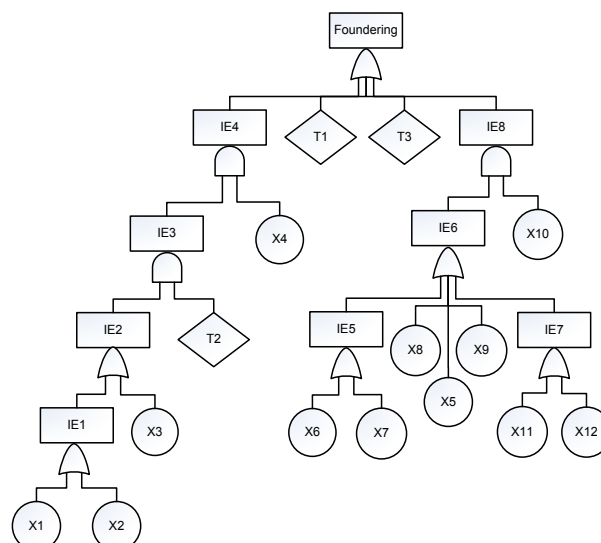 Foundering
IE4
T1
T3
IE8
IE3
X4
IE6
X10
IE2
T2
IE5
X8
X9
IE7
X5
IE1
X3
X6
X7
X11
X12
X1
X2